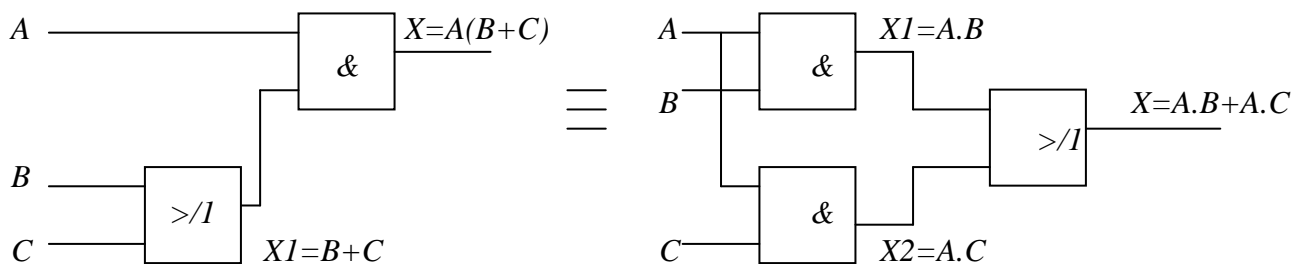 A
X=A(B+C)
&
B
>/1
C
X1=B+C
A
X1=A.B
&
B
X=A.B+A.C
>/1
&
C
X2=A.C